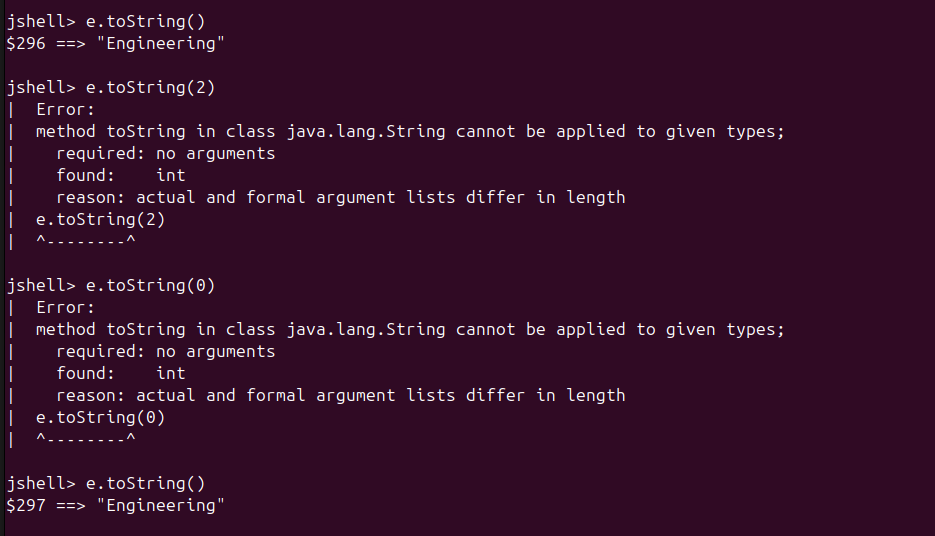 jshell> e.toString()
$296 ==> "Engineering"
jshell> e.toString(2)
|  Error:
|  method toString in class java.lang.String cannot be applied to given types;
|    required: no arguments
|    found:    int
|    reason: actual and formal argument lists differ in length
|  e.toString(2)
|  ^--------^
jshell> e.toString(0)
|  Error:
|  method toString in class java.lang.String cannot be applied to given types;
|    required: no arguments
|    found:    int
|    reason: actual and formal argument lists differ in length
|  e.toString(0)
|  ^--------^
jshell> e.toString()
$297 ==> "Engineering"